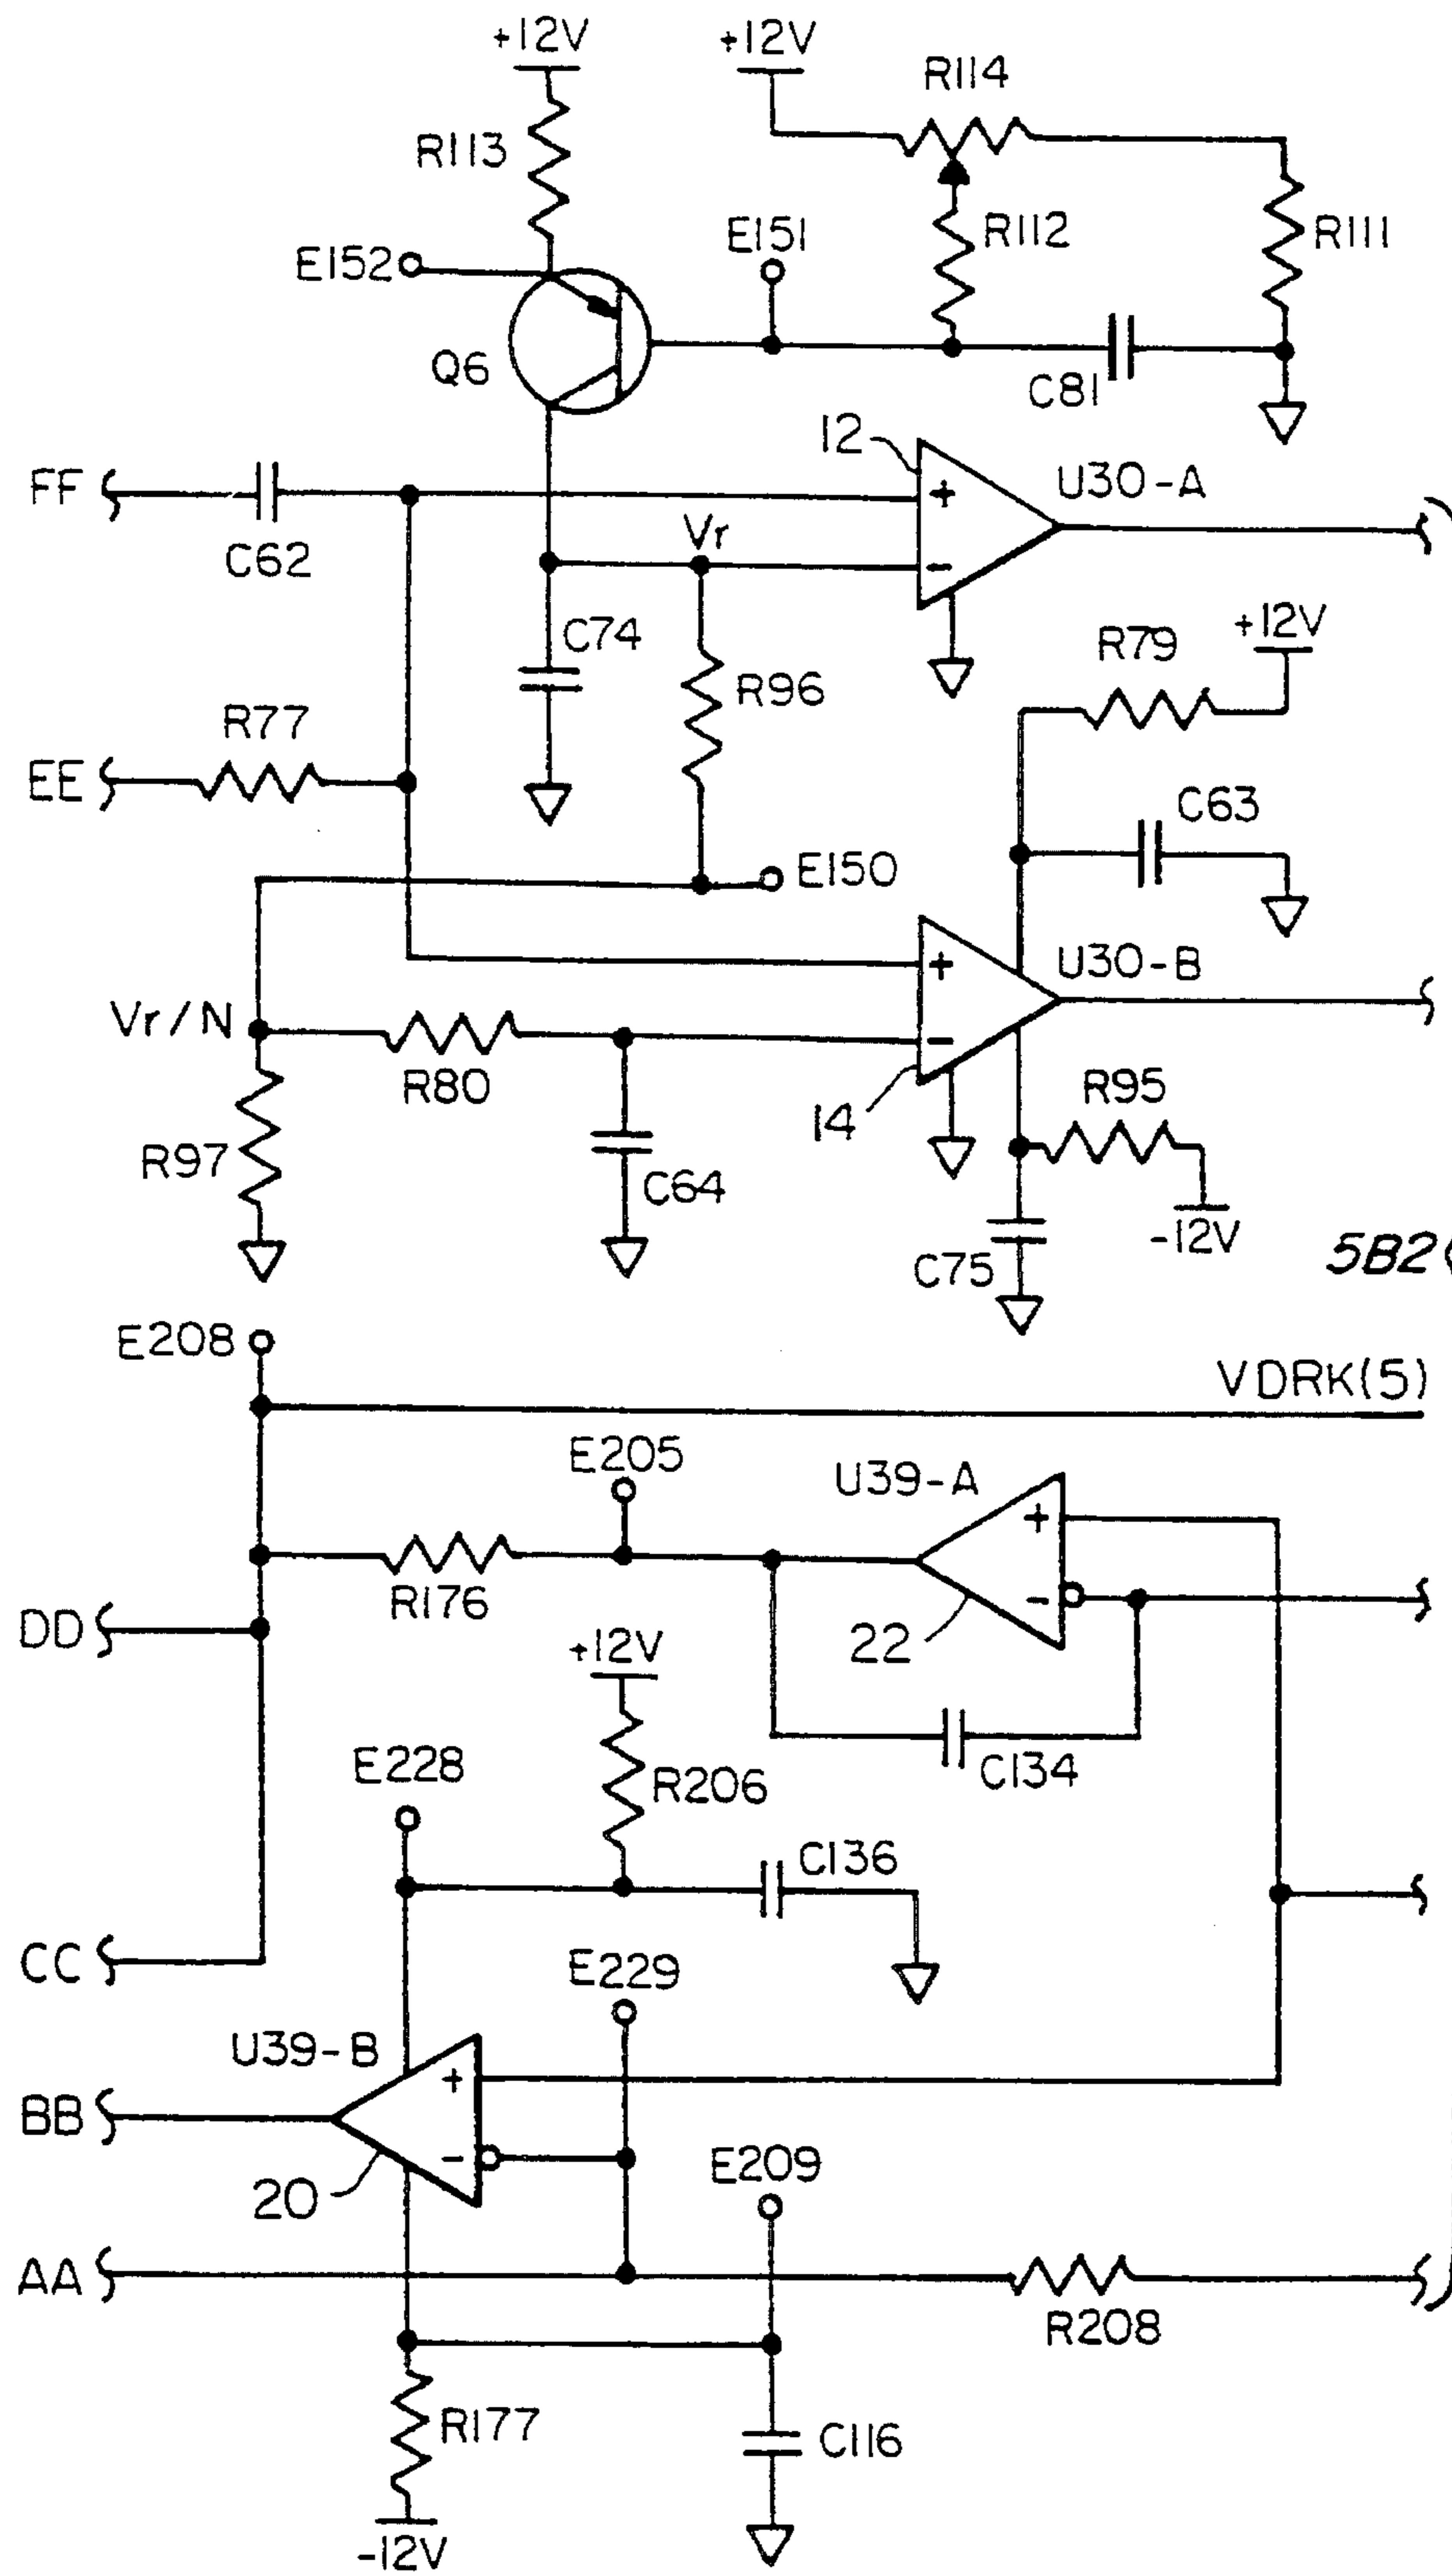 +12V
+12V
R114
R113
E152
E151
R112
R111
Q6
C81
12
U30-A
FF
C62
Vr
C74
R96
R79
+12V
R77
EE
C63
E150
U30-B
Vr/N
R80
14
R95
R97
C64
C75
-12V
5B2
E208
VDRK(5)
E205
U39-A
R176
DD
22
+12V
E228
R206
C134
C136
CC
E229
U39-B
BB
20
E209
AA
R208
R177
C116
-12V